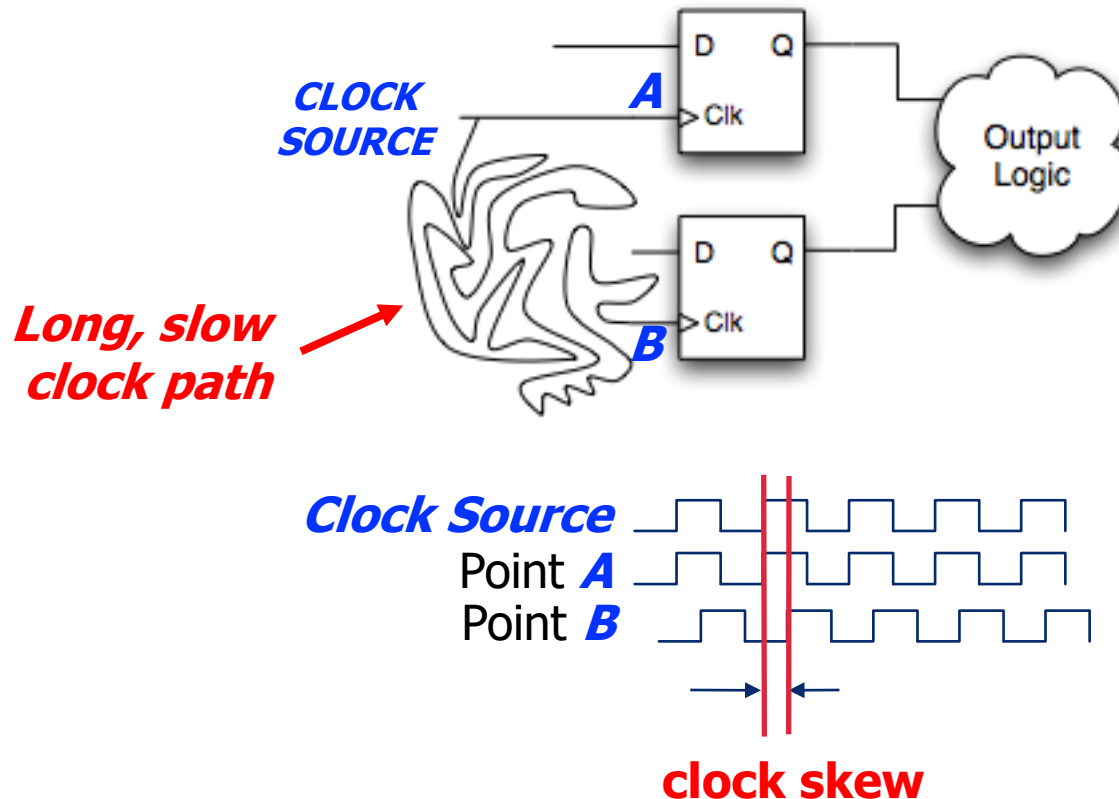 D Q
CLOCK
SOURCE
A
Clk
Output
Logic
D Q
Long, slow
clock path
B
Clk
Clock Source
Point A
Point B
clock skew